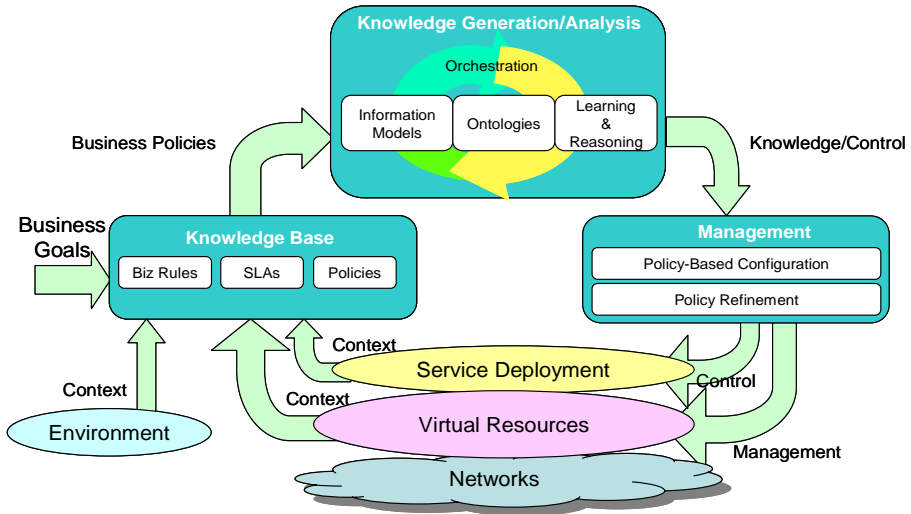 Knowledge Generation/Analysis
Orchestration
Information
Models
Ontologies
Learning
&
Reasoning
Business Policies
Knowledge/Control
Business
Goals
Knowledge Base
Biz Rules
SLAs
Policies
Management
Policy-Based Configuration
Policy Refinement
Context
Service Deployment
Control
Context
Context
Virtual Resources
Environment
Management
Networks